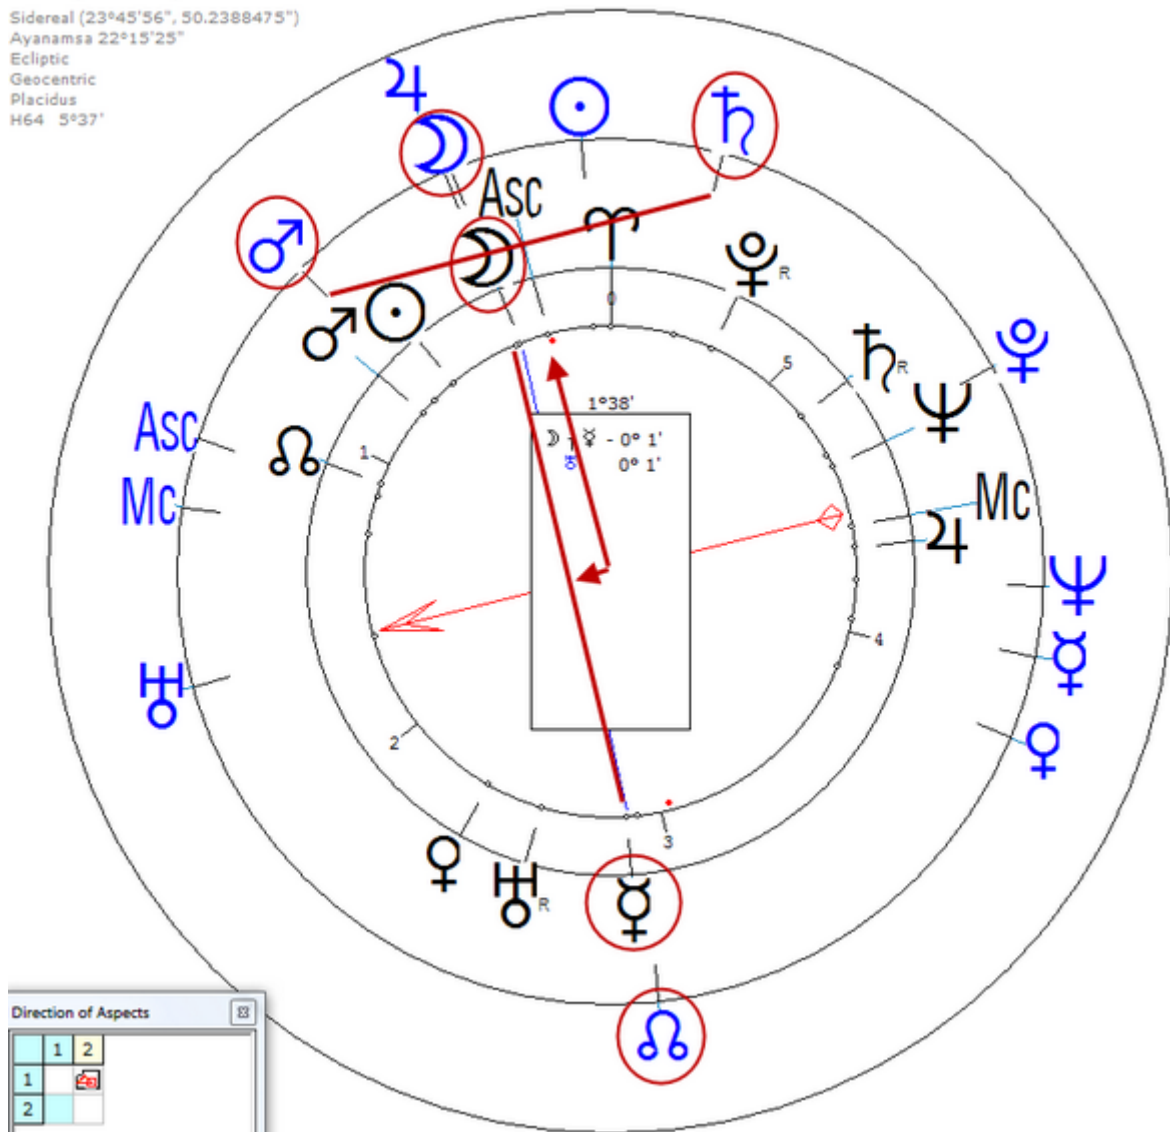 Sidereal (23°45'56", 50.2388475")
Ayanamsa 22°15'25"
Ecliptic
Geocentric
Placidus
H64 5°37'
♃
☽ ☉ ♄
Asc
♂ ☽ ♈ ♇ R
0
♂ ☉
♄ R ♇
5
1°38'
♆
Asc ☊ 1
☽ ☿ - 0° 1'
♅ 0° 1'
Mc
Mc
♃
♆
4
☿
♅
2
♀
3
♀
♅ R
☿
☊
Direction of Aspects
1 2
1
2